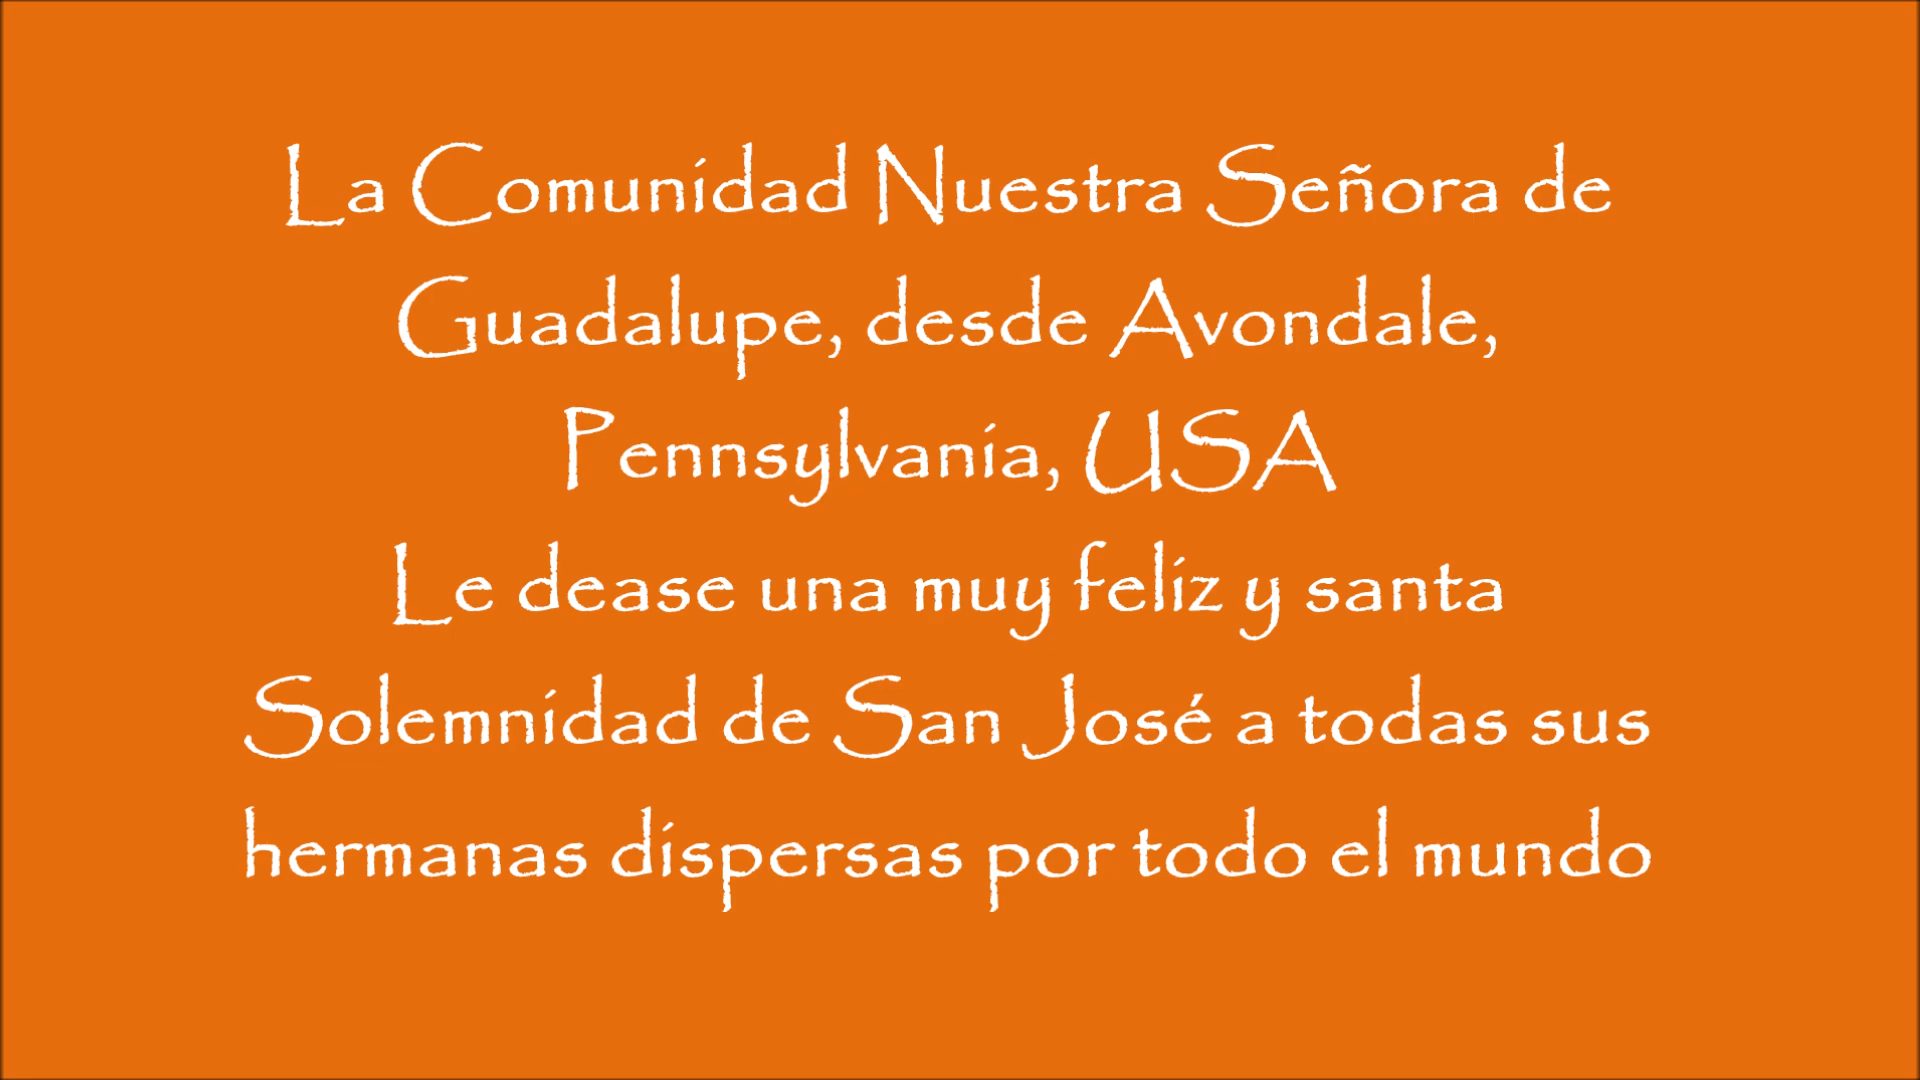 La Comunidad Nuestra Señora de
Guadalupe, desde Avondale,
Pennsylvania, USA
Le dease una muy feliz y santa
Solemnidad de San José a todas sus
hermanas dispersas por todo el mundo